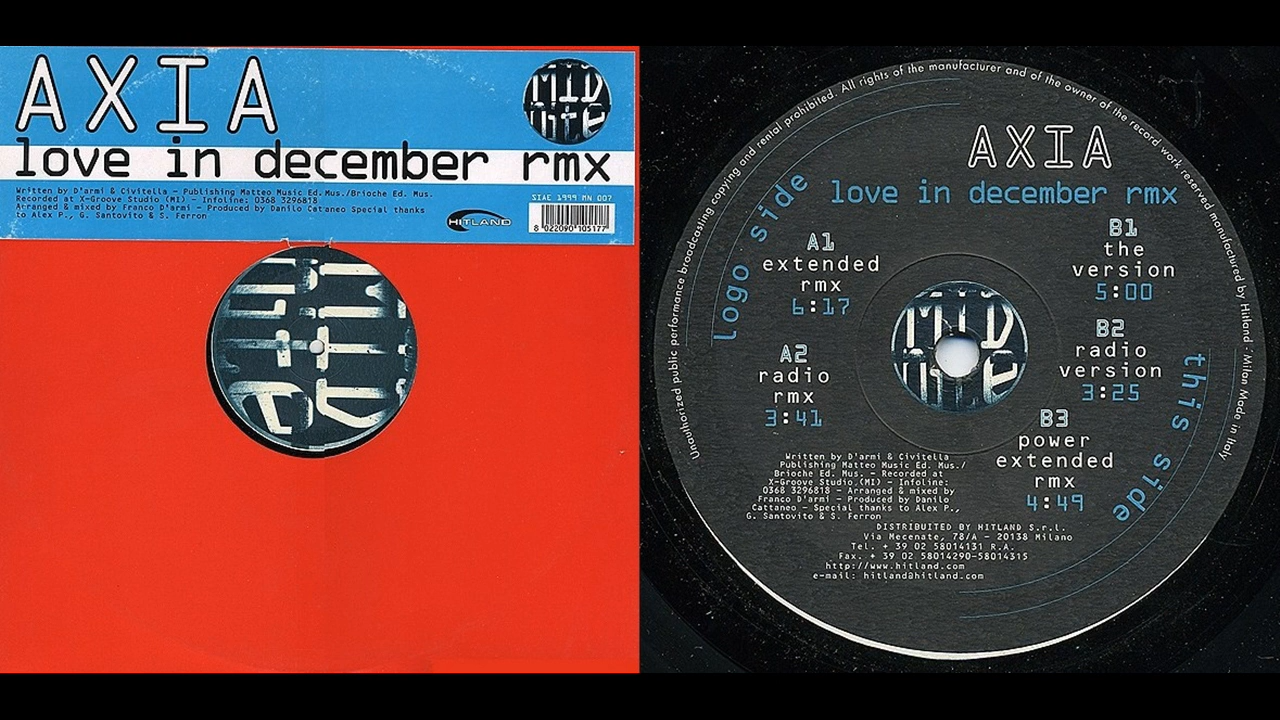 AXIA
MID
nite
love in december rmx
Written by D'armi & Civitella - Publishing Matteo Music Ed. Mus./Brioche Ed. Mus.
Recorded at X-Groove Studio (MI) - Infoline: 0368 3296818
Arranged & mixed by Franco D'armi - Produced by Danilo Cattaneo Special thanks
to Alex P., G. Santovito & S. Ferron
HITLAND
SIAE 1999 MN 007
8 022090 105177
MID
nite
Unauthorized public performance broadcasting copying and rental prohibited. All rights of the manufacturer and of the owner of the record work reserved manufactured by Hitland - Milan Made in Italy
AXIA
love in december rmx
logo side
A1
extended
rmx
6:17
A2
radio
rmx
3:41
MID
nite
B1
the
version
5:00
B2
radio
version
3:25
B3
power
extended
rmx
4:49
this side
Written by D'armi & Civitella
Publishing Matteo Music Ed. Mus./
Brioche Ed. Mus. - Recorded at
X-Groove Studio (MI) - Infoline:
0368 3296818 - Arranged & mixed by
Franco D'armi - Produced by Danilo
Cattaneo - Special thanks to Alex P.,
G. Santovito & S. Ferron
DISTRIBUITED BY HITLAND S.r.l.
Via Mecenate, 78/A - 20138 Milano
Tel. + 39 02 58014131 R.A.
Fax. + 39 02 58014290-58014315
http://www.hitland.com
e-mail: hitland@hitland.com